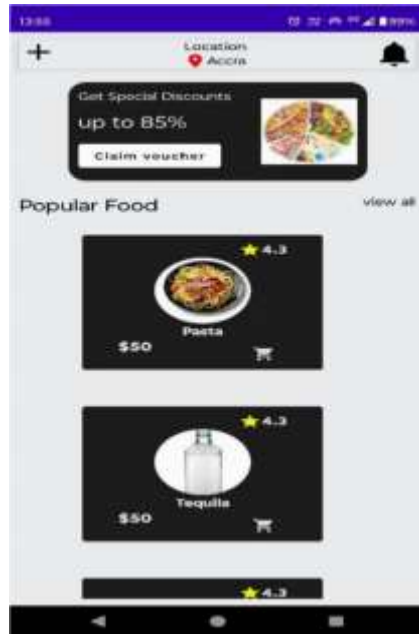 Location
Accra
Get Special Discounts
up to 85%
Claim voucher
Popular Food
view all
4.3
Pasta
$50
4.3
Tequila
$50
4.3